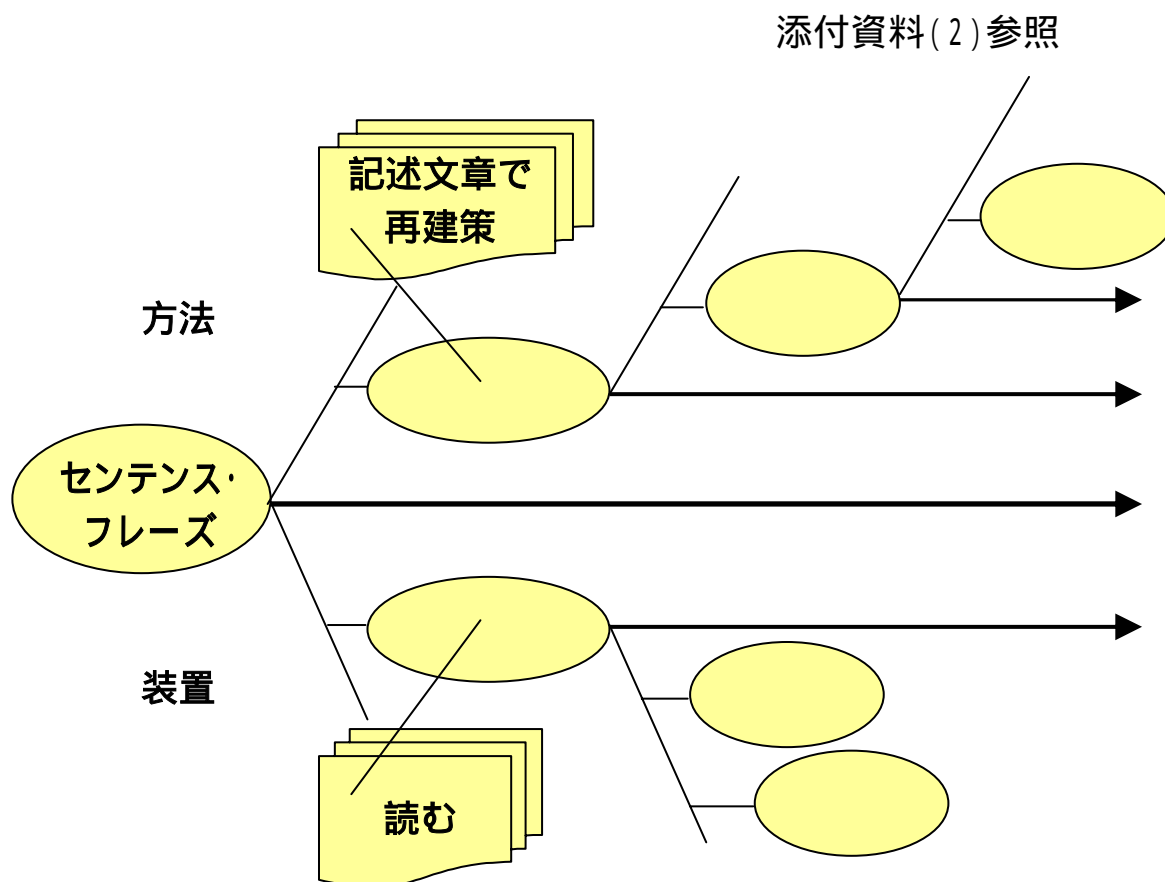 添付資料(2)参照
記述文章で
再建策
方法
センテンス・
フレーズ
装置
読む